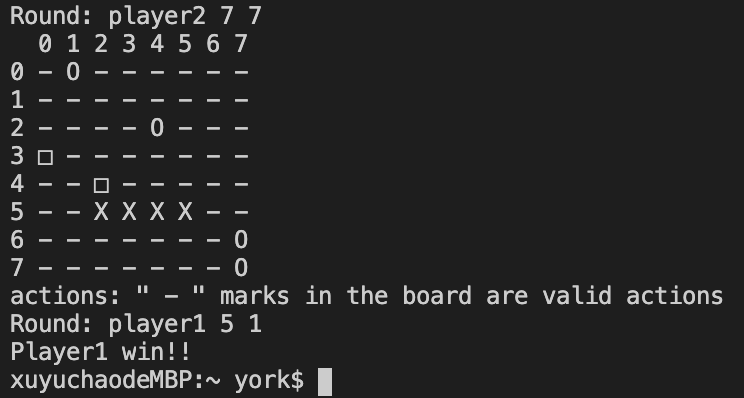 Round: player2 7 7
  0 1 2 3 4 5 6 7
0 - O - - - - - -
1 - - - - - - - -
2 - - - - O - - -
3 □ - - - - - - -
4 - - □ - - - - -
5 - - X X X X - -
6 - - - - - - - O
7 - - - - - - - O
actions: " - " marks in the board are valid actions
Round: player1 5 1
Player1 win!!
xuyuchaodeMBP:~ york$